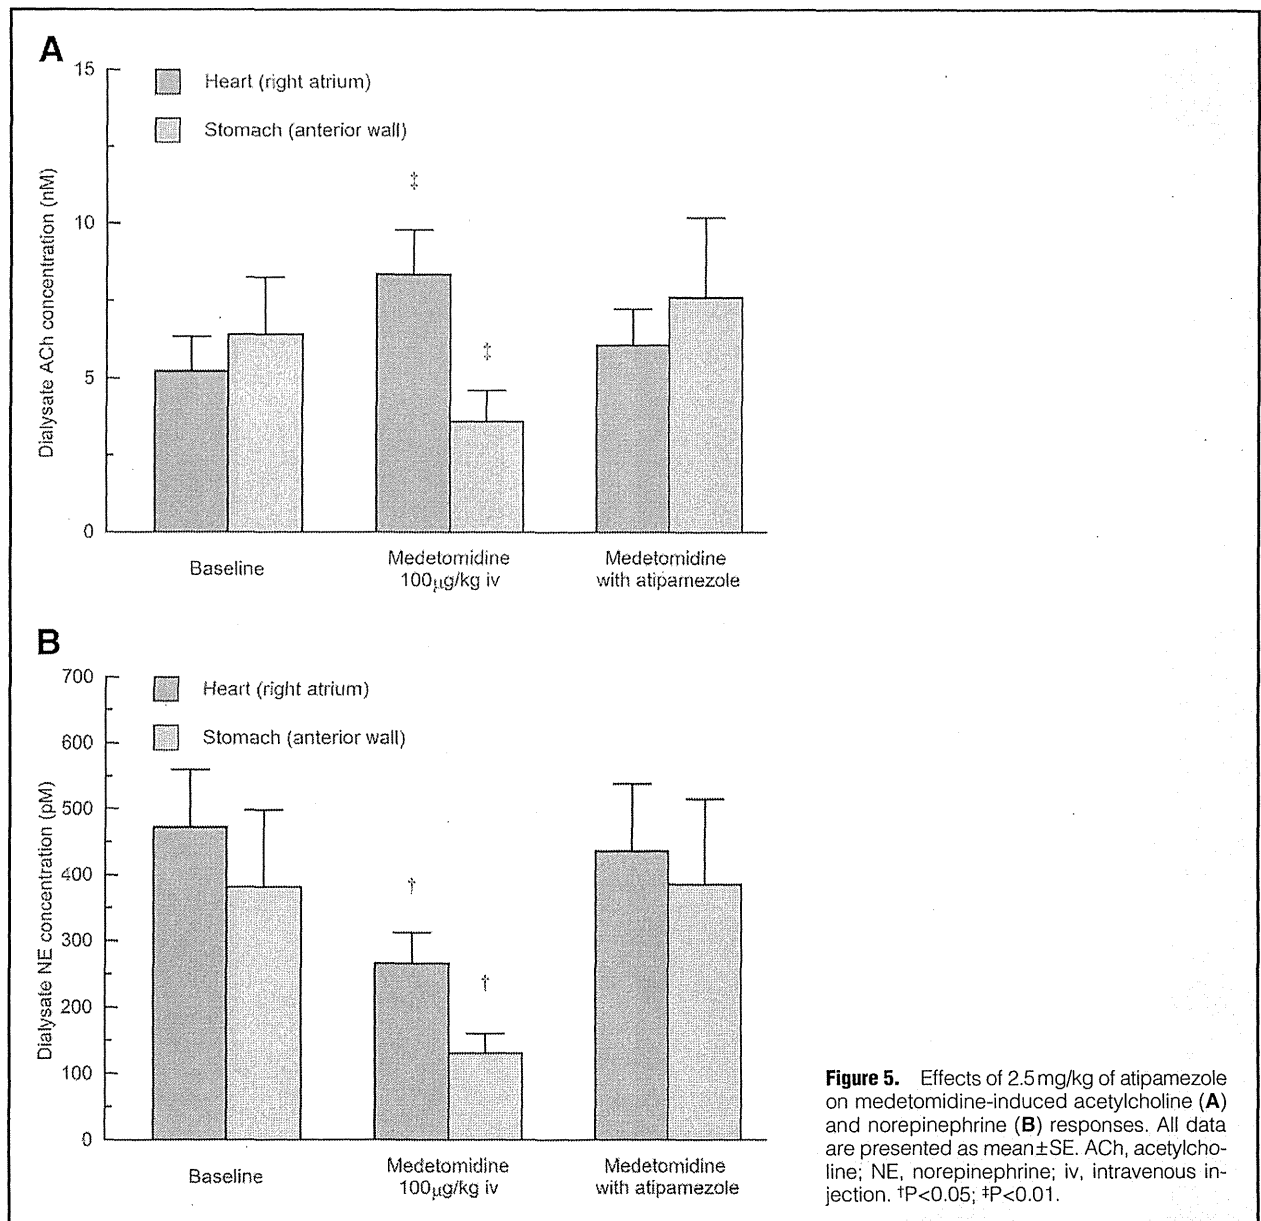 A
15
10
5
0
Dialysate ACh concentration (nM)
Heart (right atrium)
Stomach (anterior wall)
‡
‡
Baseline
Medetomidine
100μg/kg iv
Medetomidine
with atipamezole
B
700
600
500
400
300
200
100
0
Dialysate NE concentration (pM)
Heart (right atrium)
Stomach (anterior wall)
†
†
Baseline
Medetomidine
100μg/kg iv
Medetomidine
with atipamezole
Figure 5. Effects of 2.5 mg/kg of atipamezole
on medetomidine-induced acetylcholine (A)
and norepinephrine (B) responses. All data
are presented as mean±SE. ACh, acetylcho-
line; NE, norepinephrine; iv, intravenous in-
jection. †P<0.05; ‡P<0.01.